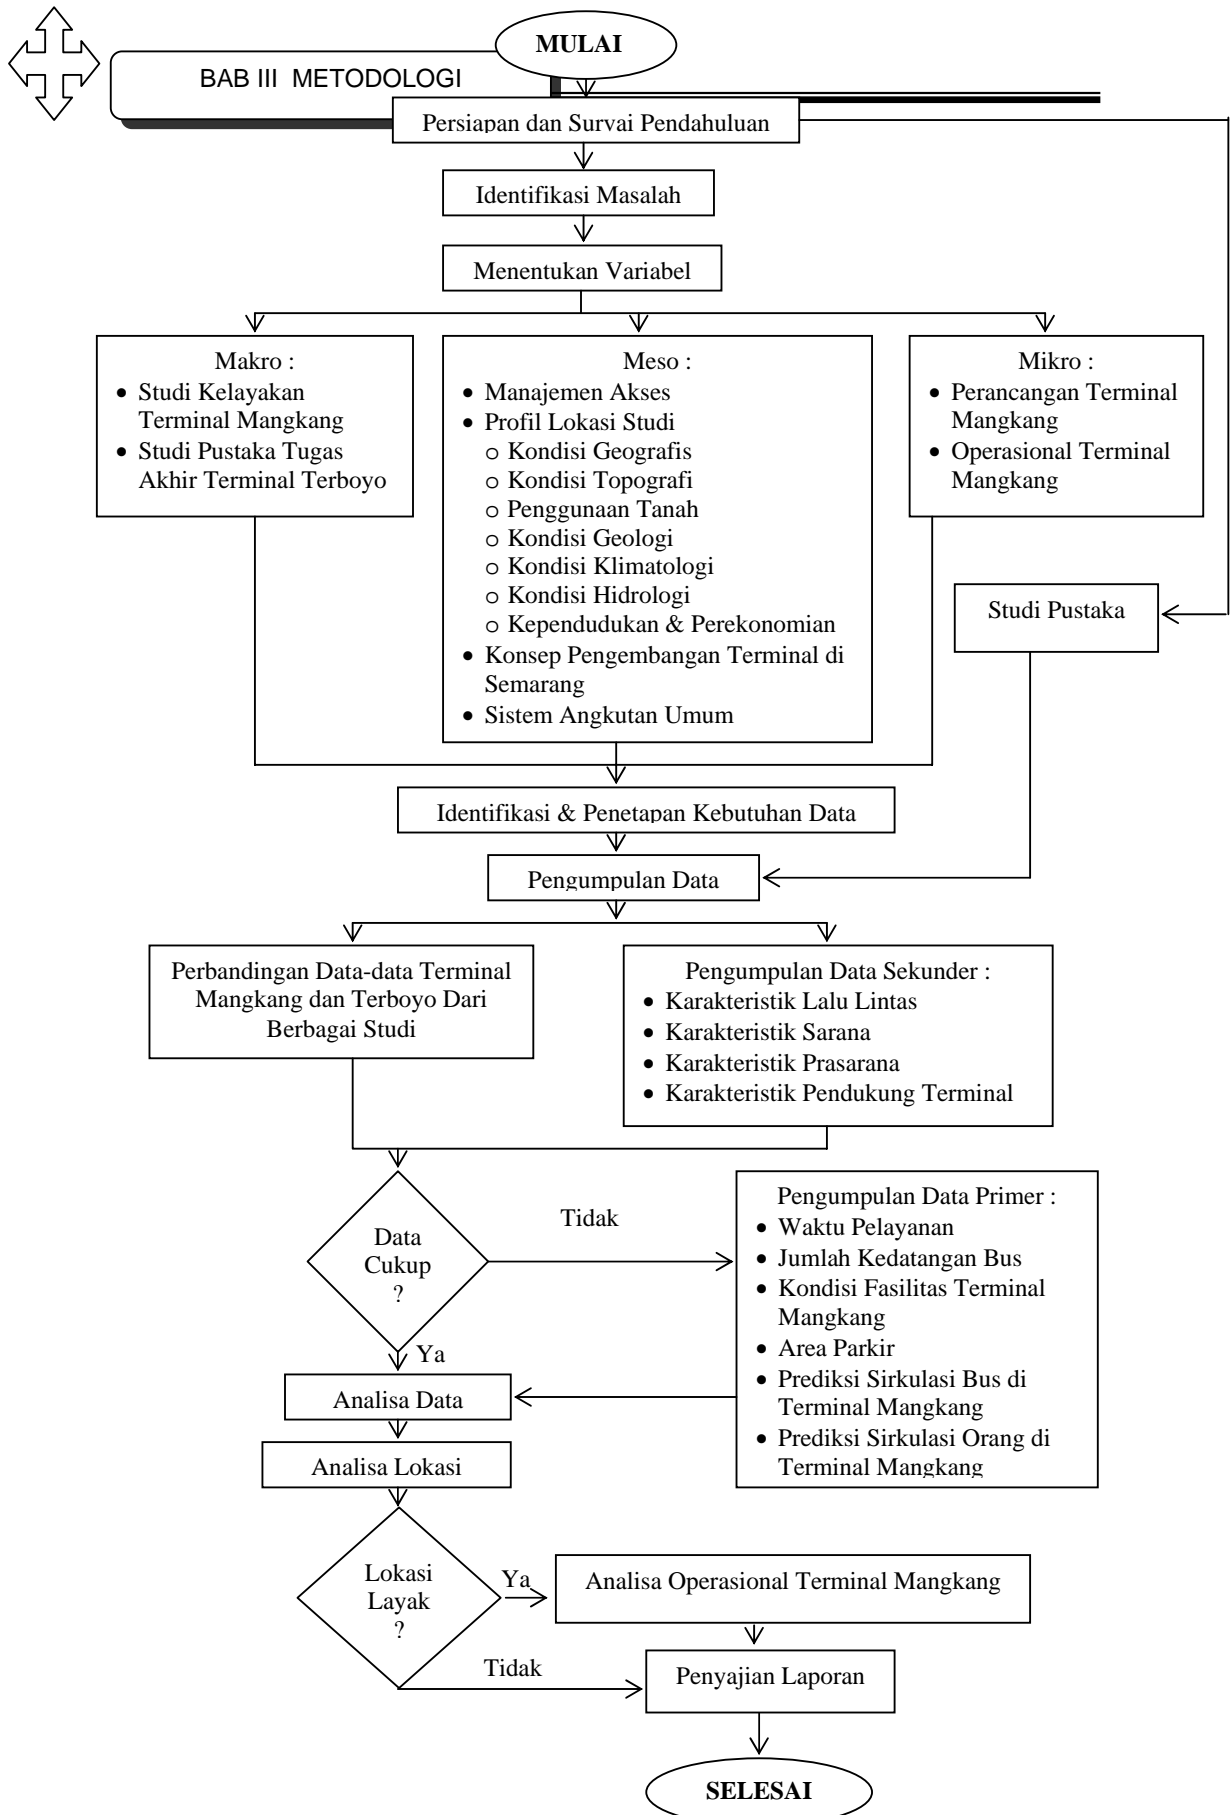 MULAI
BAB III METODOLOGI
Persiapan dan Survai Pendahuluan
Identifikasi Masalah
Menentukan Variabel
Makro :
• Studi Kelayakan
Terminal Mangkang
• Studi Pustaka Tugas
Akhir Terminal Terboyo
Meso :
• Manajemen Akses
• Profil Lokasi Studi
o Kondisi Geografis
o Kondisi Topografi
o Penggunaan Tanah
o Kondisi Geologi
o Kondisi Klimatologi
o Kondisi Hidrologi
o Kependudukan & Perekonomian
• Konsep Pengembangan Terminal di
Semarang
• Sistem Angkutan Umum
Mikro :
• Perancangan Terminal
Mangkang
• Operasional Terminal
Mangkang
Studi Pustaka
Identifikasi & Penetapan Kebutuhan Data
Pengumpulan Data
Perbandingan Data-data Terminal
Mangkang dan Terboyo Dari
Berbagai Studi
Pengumpulan Data Sekunder :
• Karakteristik Lalu Lintas
• Karakteristik Sarana
• Karakteristik Prasarana
• Karakteristik Pendukung Terminal
Data
Cukup
?
Tidak
Pengumpulan Data Primer :
• Waktu Pelayanan
• Jumlah Kedatangan Bus
• Kondisi Fasilitas Terminal
Mangkang
• Area Parkir
• Prediksi Sirkulasi Bus di
Terminal Mangkang
• Prediksi Sirkulasi Orang di
Terminal Mangkang
Ya
Analisa Data
Analisa Lokasi
Lokasi
Layak
?
Ya
Analisa Operasional Terminal Mangkang
Tidak
Penyajian Laporan
SELESAI